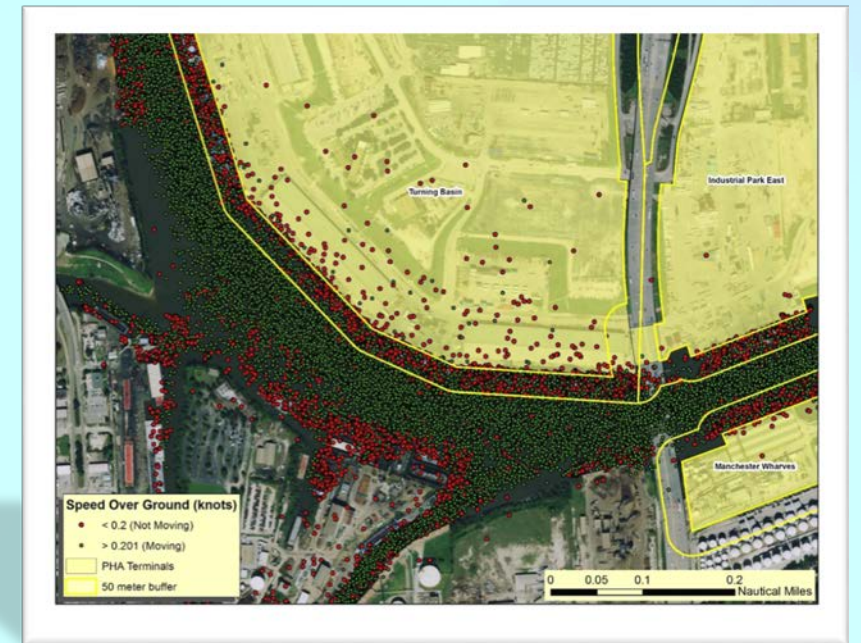 Turning Basin
Industrial Park East
Manchester Wharves
Speed Over Ground (knots)
< 0.2 (Not Moving)
> 0.201 (Moving)
PHA Terminals
50 meter buffer
0 0.05 0.1 0.2
Nautical Miles